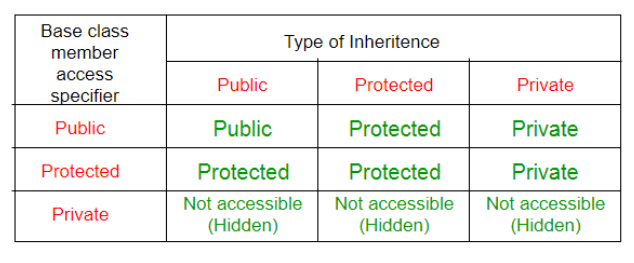 Base class
member
access
specifier
Type of Inheritence
Public Protected Private
Public Public Protected Private
Protected Protected Protected Private
Private Not accessible (Hidden) Not accessible (Hidden) Not accessible (Hidden)